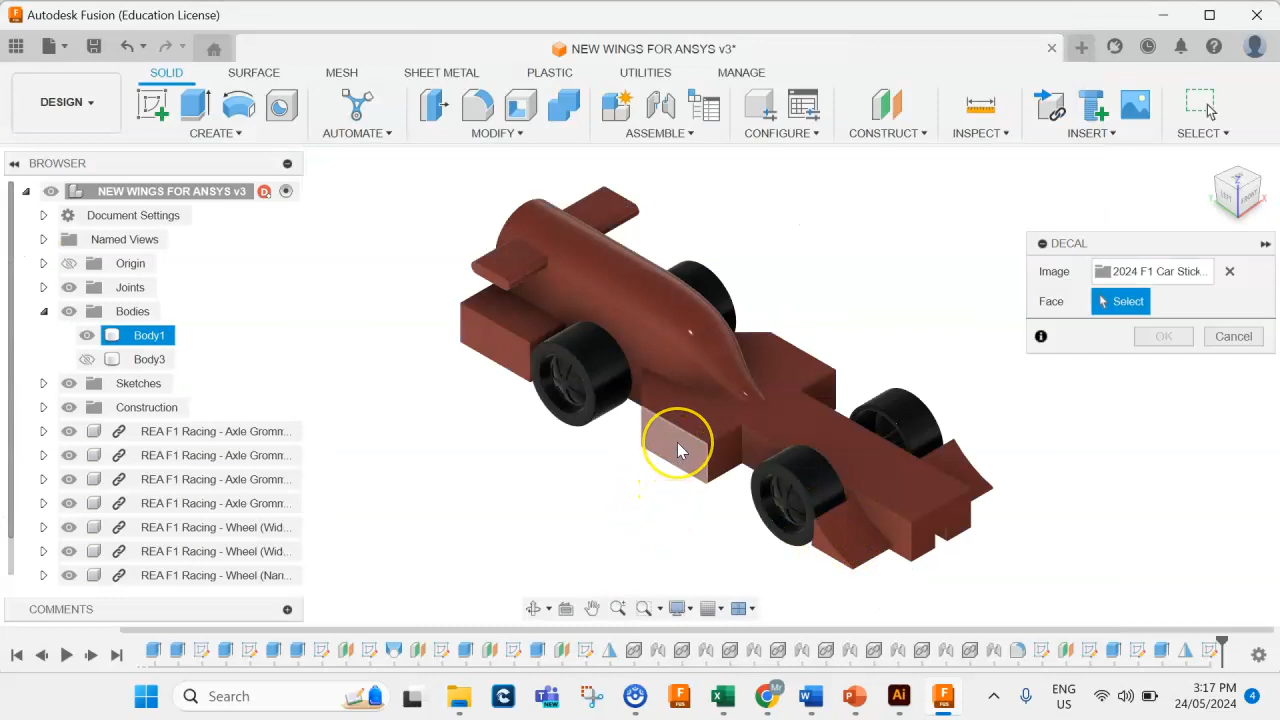 Autodesk Fusion (Education License)
NEW WINGS FOR ANSYS v3*
SOLID SURFACE MESH SHEET METAL PLASTIC UTILITIES MANAGE
DESIGN
CREATE AUTOMATE MODIFY ASSEMBLE CONFIGURE CONSTRUCT INSPECT INSERT SELECT
BROWSER
NEW WINGS FOR ANSYS v3
Document Settings
Named Views
Origin
Joints
Bodies
Body1
Body3
Sketches
Construction
REA F1 Racing - Axle Gromm...
REA F1 Racing - Axle Gromm...
REA F1 Racing - Axle Gromm...
REA F1 Racing - Axle Gromm...
REA F1 Racing - Wheel (Wid...
REA F1 Racing - Wheel (Wid...
REA F1 Racing - Wheel (Nan...
COMMENTS
LEFT FRONT
DECAL
Image 2024 F1 Car Stick...
Face Select
OK Cancel
Search
ENG
US
3:17 PM
24/05/2024
4